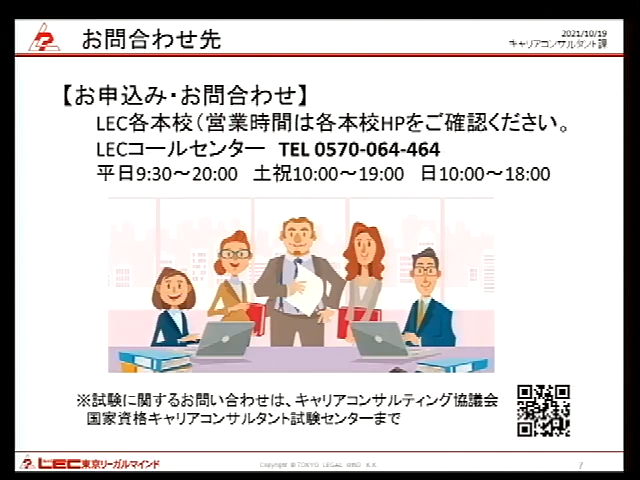 お問合わせ先
2021/10/19
キャリアコンサルタント課
【お申込み・お問合わせ】
LEC各本校（営業時間は各本校HPをご確認ください。
LECコールセンター TEL 0570-064-464
平日9:30～20:00 土祝10:00～19:00 日10:00～18:00
※試験に関するお問い合わせは、キャリアコンサルティング協議会
国家資格キャリアコンサルタント試験センターまで
LEC東京リーガルマインド
Copyright © TOKYO LEGAL MIND K.K.
7